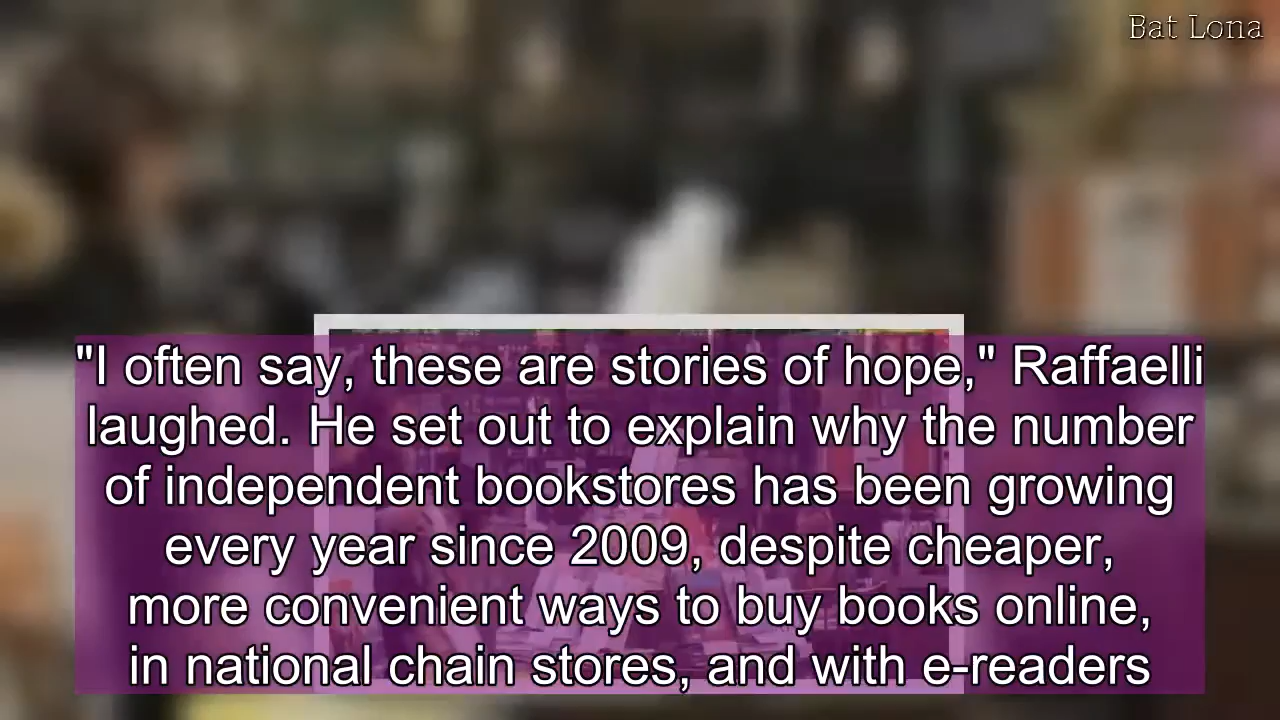 Bat Lona
"I often say, these are stories of hope," Raffaelli
laughed. He set out to explain why the number
of independent bookstores has been growing
every year since 2009, despite cheaper,
more convenient ways to buy books online,
in national chain stores, and with e-readers